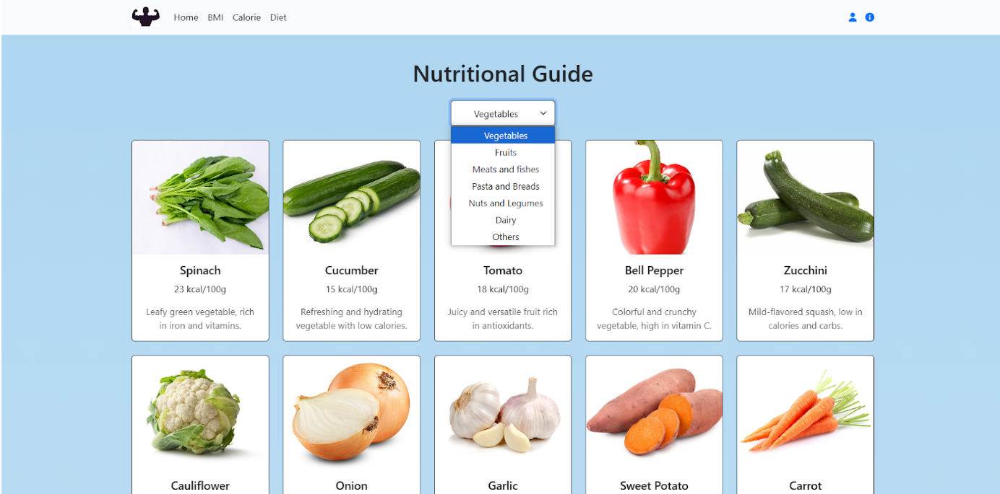 Home BMI Calorie Diet
Nutritional Guide
Vegetables
Vegetables
Fruits
Meats and fishes
Pasta and Breads
Nuts and Legumes
Dairy
Others
Spinach
23 kcal/100g
Leafy green vegetable, rich
in iron and vitamins.
Cucumber
15 kcal/100g
Refreshing and hydrating
vegetable with low calories.
Tomato
18 kcal/100g
Juicy and versatile fruit rich
in antioxidants.
Bell Pepper
20 kcal/100g
Colorful and crunchy
vegetable, high in vitamin C.
Zucchini
17 kcal/100g
Mild-flavored squash, low in
calories and carbs.
Cauliflower
Onion
Garlic
Sweet Potato
Carrot